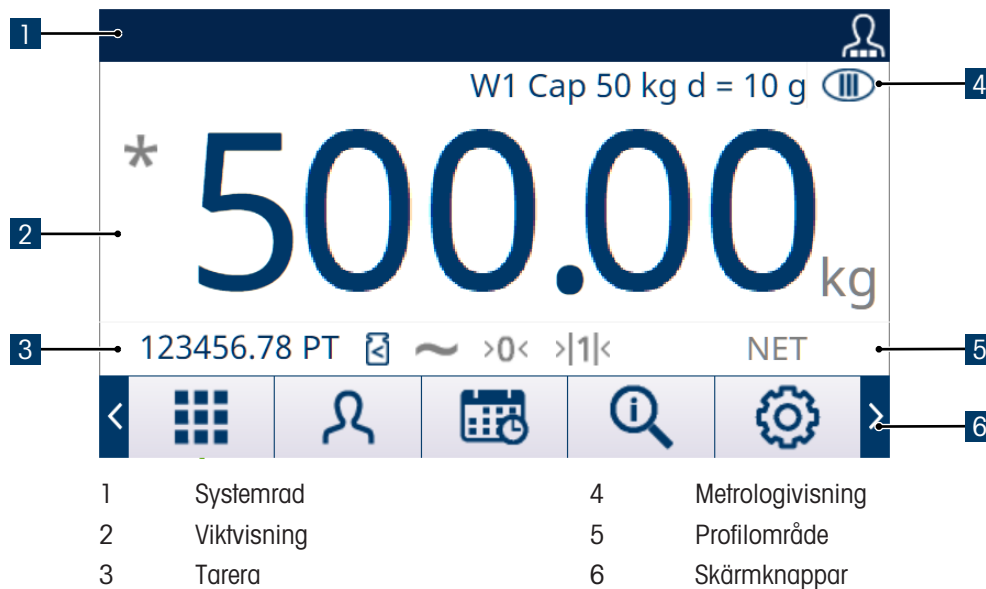 1
W1 Cap 50 kg d = 10 g III 4
* 500.00 kg
2
3 123456.78 PT < ~ >0< >|1|< NET 5
< i > 6
1 Systemrad 4 Metrologivisning
2 Viktvisning 5 Profilområde
3 Tarera 6 Skärmknappar